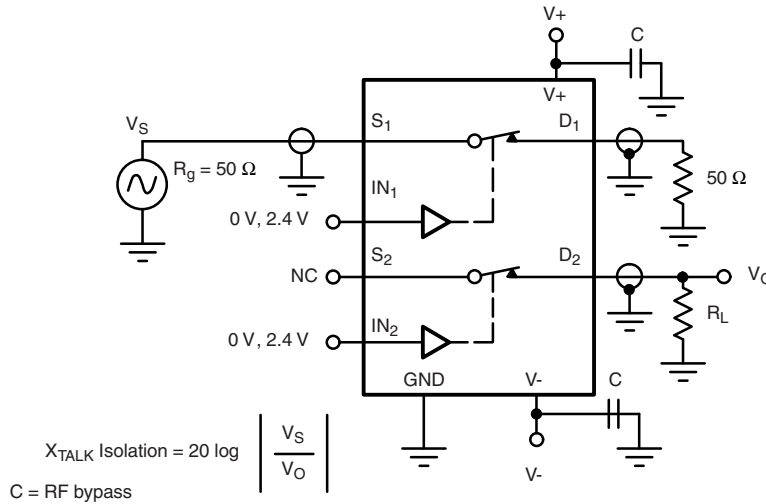 V+
C
V+
VS
S1
D1
Rg = 50 Ω
50 Ω
IN1
0 V, 2.4 V
S2
D2
NC
VO
RL
IN2
0 V, 2.4 V
GND
V-
C
XTALK Isolation = 20 log | VS / VO |
V-
C = RF bypass